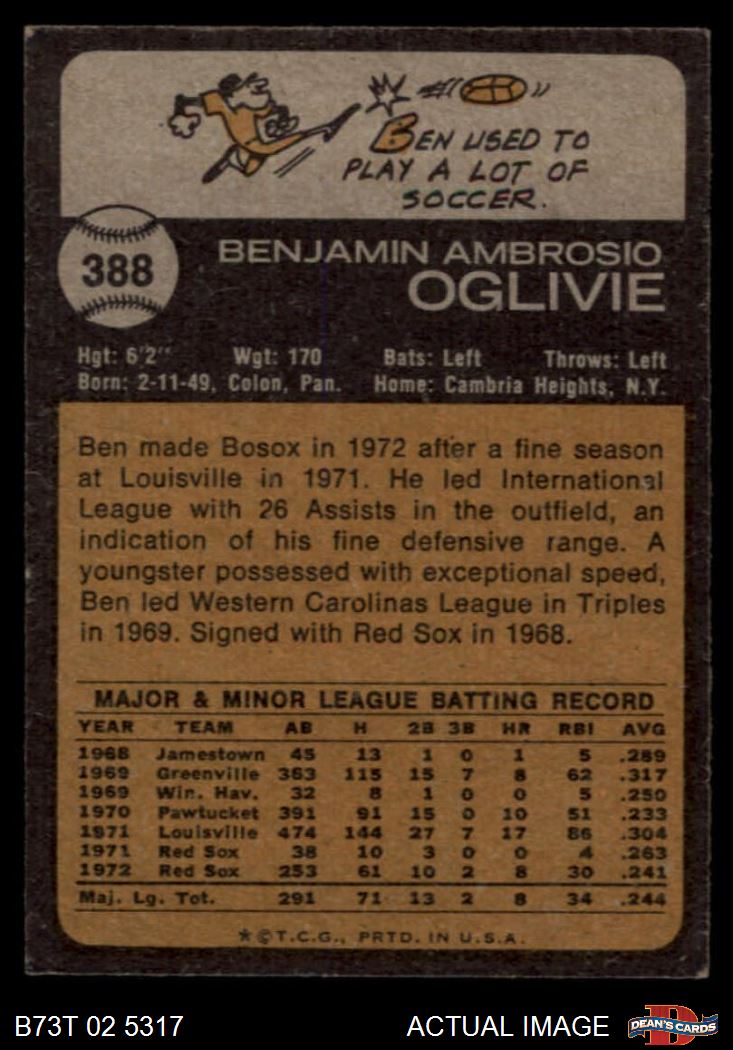 BEN USED TO
PLAY A LOT OF
SOCCER.
388
BENJAMIN AMBROSIO
OGLIVIE
Hgt: 6'2" Wgt: 170 Bats: Left Throws: Left
Born: 2-11-49, Colon, Pan. Home: Cambria Heights, N.Y.
Ben made Bosox in 1972 after a fine season
at Louisville in 1971. He led International
League with 26 Assists in the outfield, an
indication of his fine defensive range. A
youngster possessed with exceptional speed,
Ben led Western Carolinas League in Triples
in 1969. Signed with Red Sox in 1968.
MAJOR & MINOR LEAGUE BATTING RECORD
YEAR TEAM AB H 2B 3B HR RBI AVG
1968 Jamestown 45 13 1 0 1 5 .289
1969 Greenville 363 115 15 7 8 62 .317
1969 Win. Hav. 32 8 1 0 0 5 .250
1970 Pawtucket 391 91 15 0 10 51 .233
1971 Louisville 474 144 27 7 17 86 .304
1971 Red Sox 38 10 3 0 0 4 .263
1972 Red Sox 253 61 10 2 8 30 .241
Maj. Lg. Tot. 291 71 13 2 8 34 .244
*©T.C.G., PRTD. IN U.S.A.
B73T 02 5317 ACTUAL IMAGE D DEAN'S CARDS